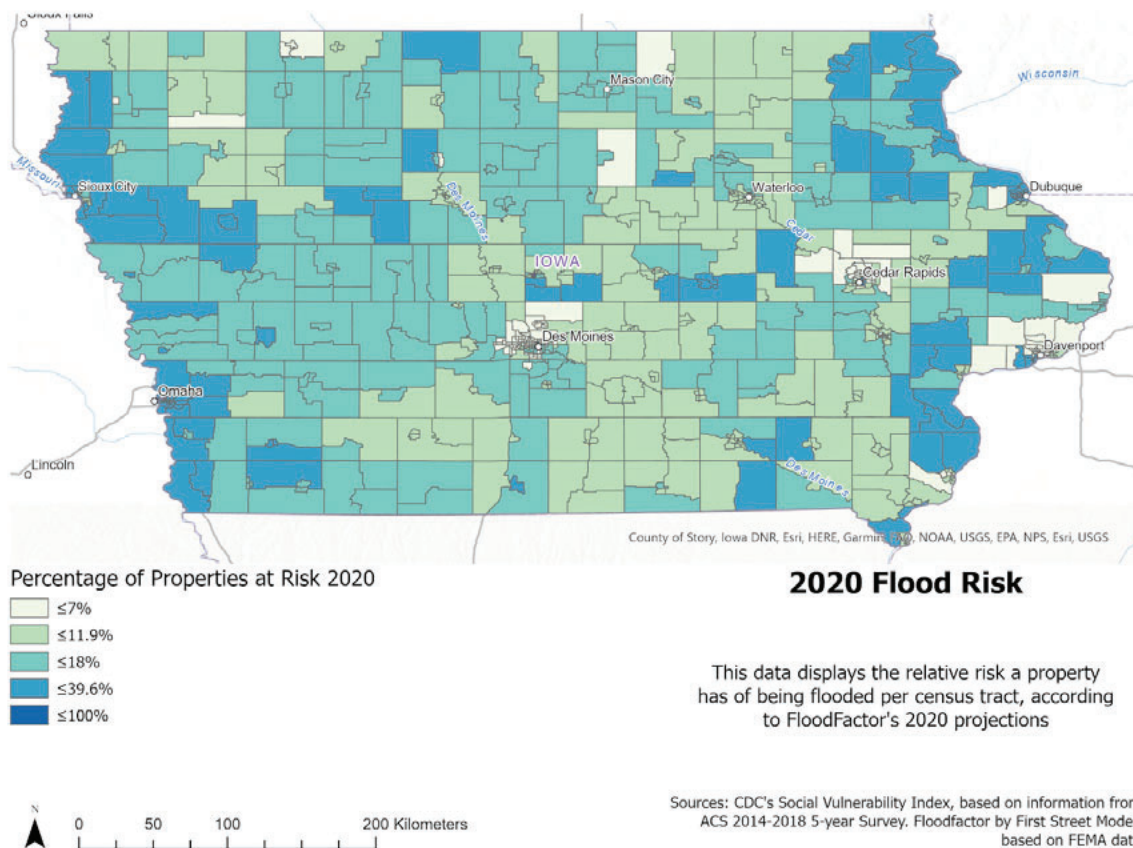 Sioux Falls
Mason City
Wisconsin
Missouri
Sioux City
Des Moines
Waterloo
Dubuque
Cedar
IOWA
Cedar Rapids
Des Moines
Davenport
Omaha
Lincoln
Des Moines
County of Story, Iowa DNR, Esri, HERE, Garmin, NOAA, USGS, EPA, NPS, Esri, USGS
Percentage of Properties at Risk 2020
≤7%
≤11.9%
≤18%
≤39.6%
≤100%
2020 Flood Risk
This data displays the relative risk a property
has of being flooded per census tract, according
to FloodFactor's 2020 projections
N
0 50 100 200 Kilometers
Sources: CDC's Social Vulnerability Index, based on information from
ACS 2014-2018 5-year Survey. Floodfactor by First Street Mode
based on FEMA dat